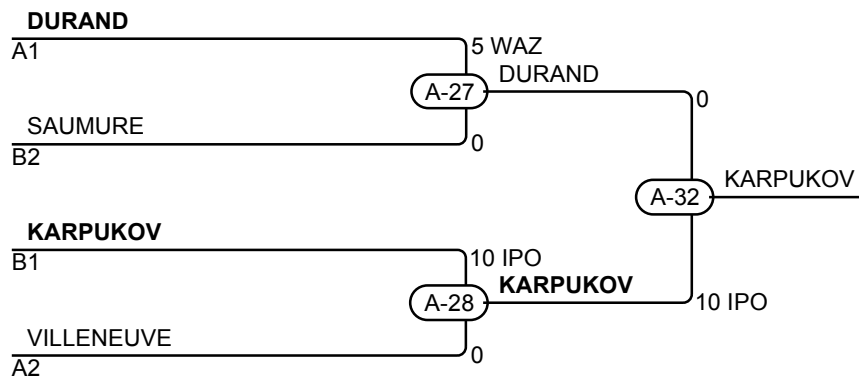 DURAND
A1
5 WAZ
A-27
DURAND
SAUMURE
B2
0
0
A-32
KARPUKOV
KARPUKOV
B1
10 IPO
A-28
KARPUKOV
10 IPO
VILLENEUVE
A2
0